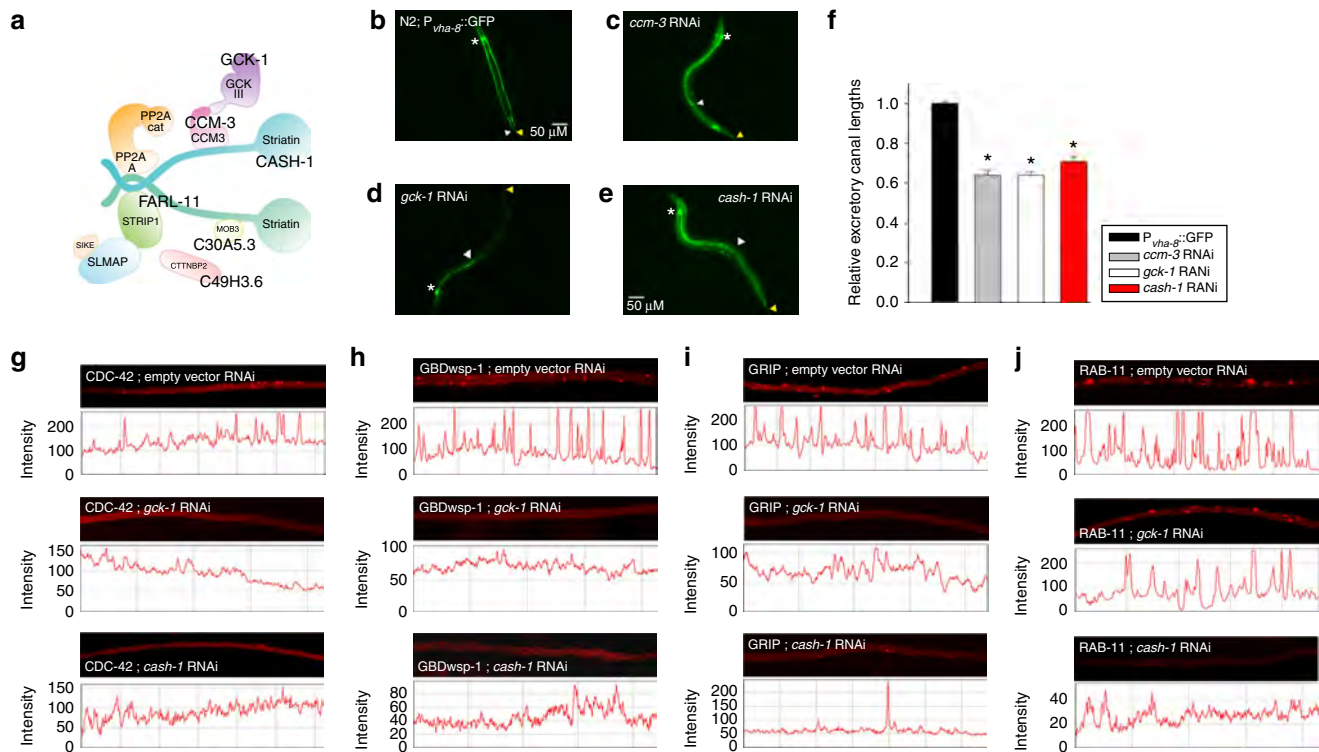 a
GCK-1
GCK
III
PP2A
cat
CCM-3
CCM3
Striatin
CASH-1
PP2A
A
FARL-11
STRIP1
Striatin
MOB3
C30A5.3
SIKE
SLMAP
CTTNBP2
C49H3.6
b
N2; Pvha-8::GFP
*
50 μM
c
ccm-3 RNAi
*
d
gck-1 RNAi
*
e
cash-1 RNAi
*
50 μM
f
Relative excretory canal lengths
1.0
0.8
0.6
0.4
0.2
0.0
* * *
Pvha-8::GFP
ccm-3 RNAi
gck-1 RANi
cash-1 RANi
g
CDC-42 ; empty vector RNAi
Intensity
200
100
0
CDC-42 ; gck-1 RNAi
Intensity
150
100
50
0
CDC-42 ; cash-1 RNAi
Intensity
150
100
50
0
h
GBDwsp-1 ; empty vector RNAi
Intensity
200
100
0
GBDwsp-1 ; gck-1 RNAi
Intensity
100
50
0
GBDwsp-1 ; cash-1 RNAi
Intensity
80
60
40
20
0
i
GRIP ; empty vector RNAi
Intensity
200
100
0
GRIP ; gck-1 RNAi
Intensity
100
50
0
GRIP ; cash-1 RNAi
Intensity
200
150
100
50
0
j
RAB-11 ; empty vector RNAi
Intensity
200
100
0
RAB-11 ; gck-1 RNAi
Intensity
200
100
0
RAB-11 ; cash-1 RNAi
Intensity
40
20
0